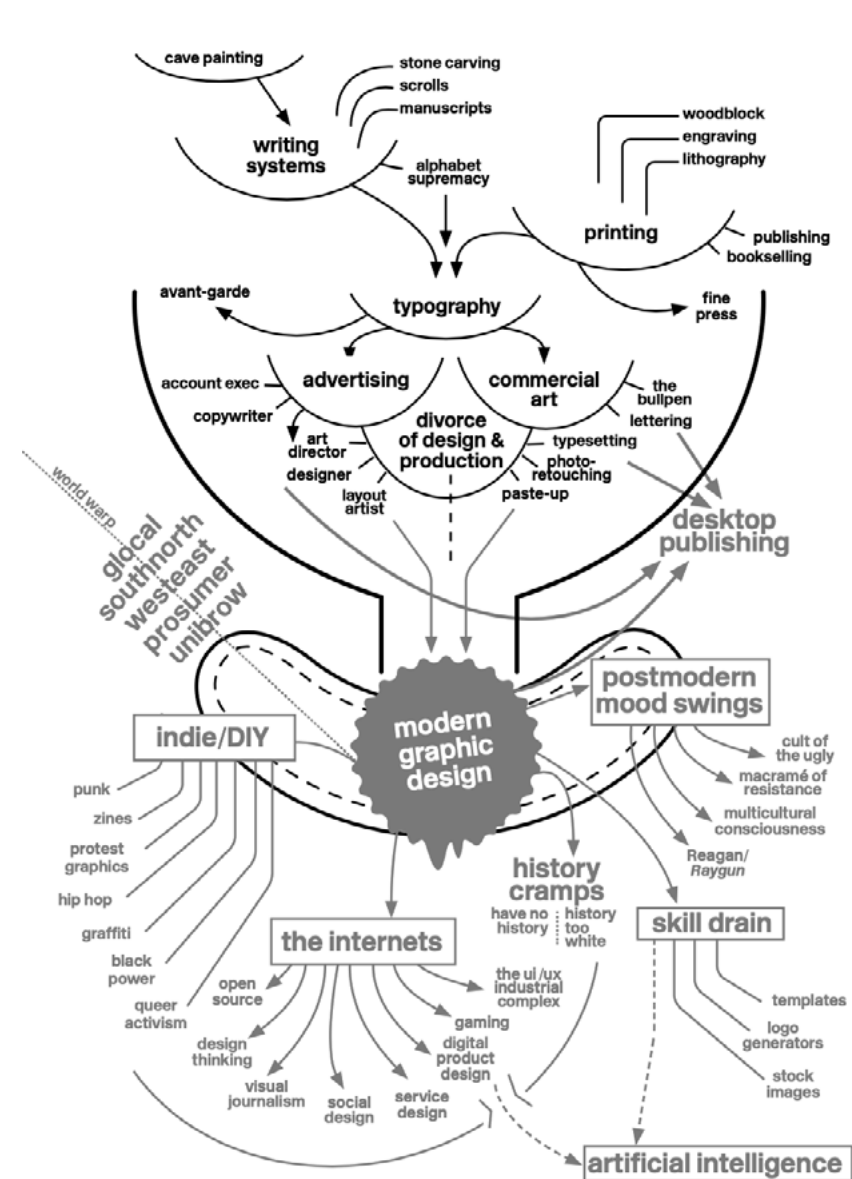 cave painting
stone carving
scrolls
manuscripts
writing
systems
alphabet
supremacy
woodblock
engraving
lithography
printing
publishing
bookselling
fine
press
avant-garde
typography
account exec
copywriter
advertising
commercial
art
the
bullpen
lettering
art
director
designer
layout
artist
divorce
of design &
production
typesetting
photo-
retouching
paste-up
desktop
publishing
world warp
glocal
southnorth
westeast
prosumer
unibrow
modern
graphic
design
postmodern
mood swings
cult of
the ugly
macramé of
resistance
multicultural
consciousness
Reagan/
Raygun
indie/DIY
punk
zines
protest
graphics
hip hop
graffiti
black
power
queer
activism
history
cramps
have no
history
history
too
white
skill drain
templates
logo
generators
stock
images
the internets
open
source
design
thinking
visual
journalism
social
design
service
design
digital
product
design
gaming
the ui/ux
industrial
complex
artificial intelligence